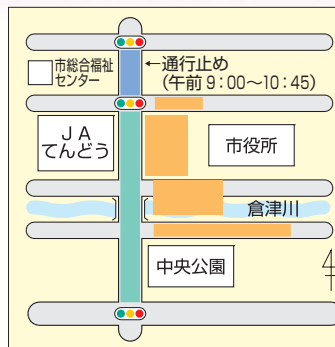 市総合福祉
センター
←通行止め
(午前9:00〜10:45)
JA
てんどう
市役所
倉津川
中央公園